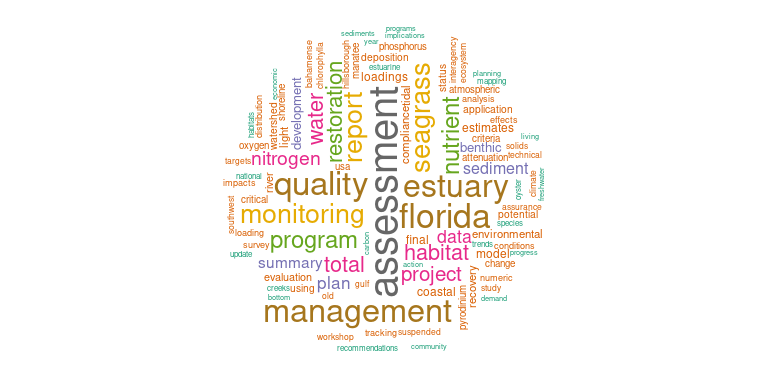 programs
sediments
implications
year
phosphorus
deposition
estuarine
loadings
manatee
hillsborough
chlorophylla
bahamense
restoration
report
water
development
shoreline
economic
watershed
light
distribution
habitats
oxygen
nitrogen
targets
river
usa
assessment
compliance
tidal
seagrass
status
interagency
ecosystem
planning
mapping
atmospheric
analysis
application
effects
nutrient
estimates
criteria
living
benthic
solids
attenuation
technical
sediment
national
impacts
quality
estuary
oyster
climate
freshwater
southwest
critical
monitoring
florida
assurance
potential
species
loading
survey
program
carbon
final
data
environmental
trends
conditions
habitat
model
progress
update
summary
total
action
project
change
evaluation
creeks
using
plan
gulf
old
bottom
coastal
recovery
numeric
study
demand
pyrodinium
management
workshop
tracking
suspended
recommendations
community